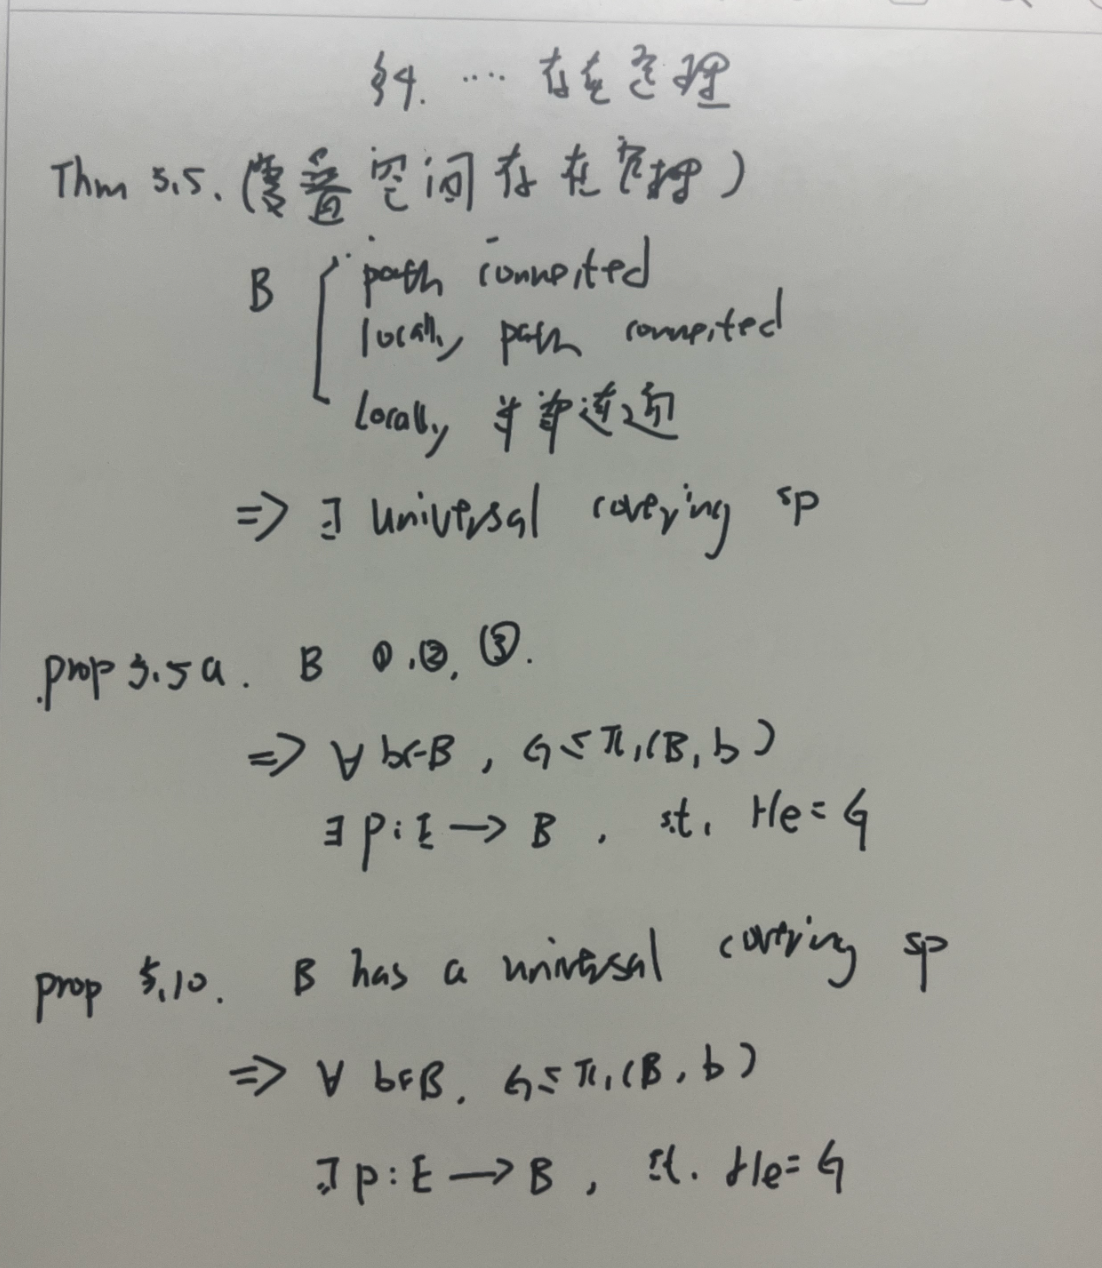 §4. .... 存在定理
Thm 5.5. (覆叠空间存在定理)
B { path connected
locally path connected
locally 半单连通
=> ∃ universal covering sp
prop 5.5a. B ①.②.③.
=> ∀ b∈B, G ≤ π₁(B, b)
∃ p: E → B, s.t. He = G
prop 5.10. B has a universal covering sp
=> ∀ b∈B. G ≤ π₁(B, b)
∃ p: E → B, s.t. He = G